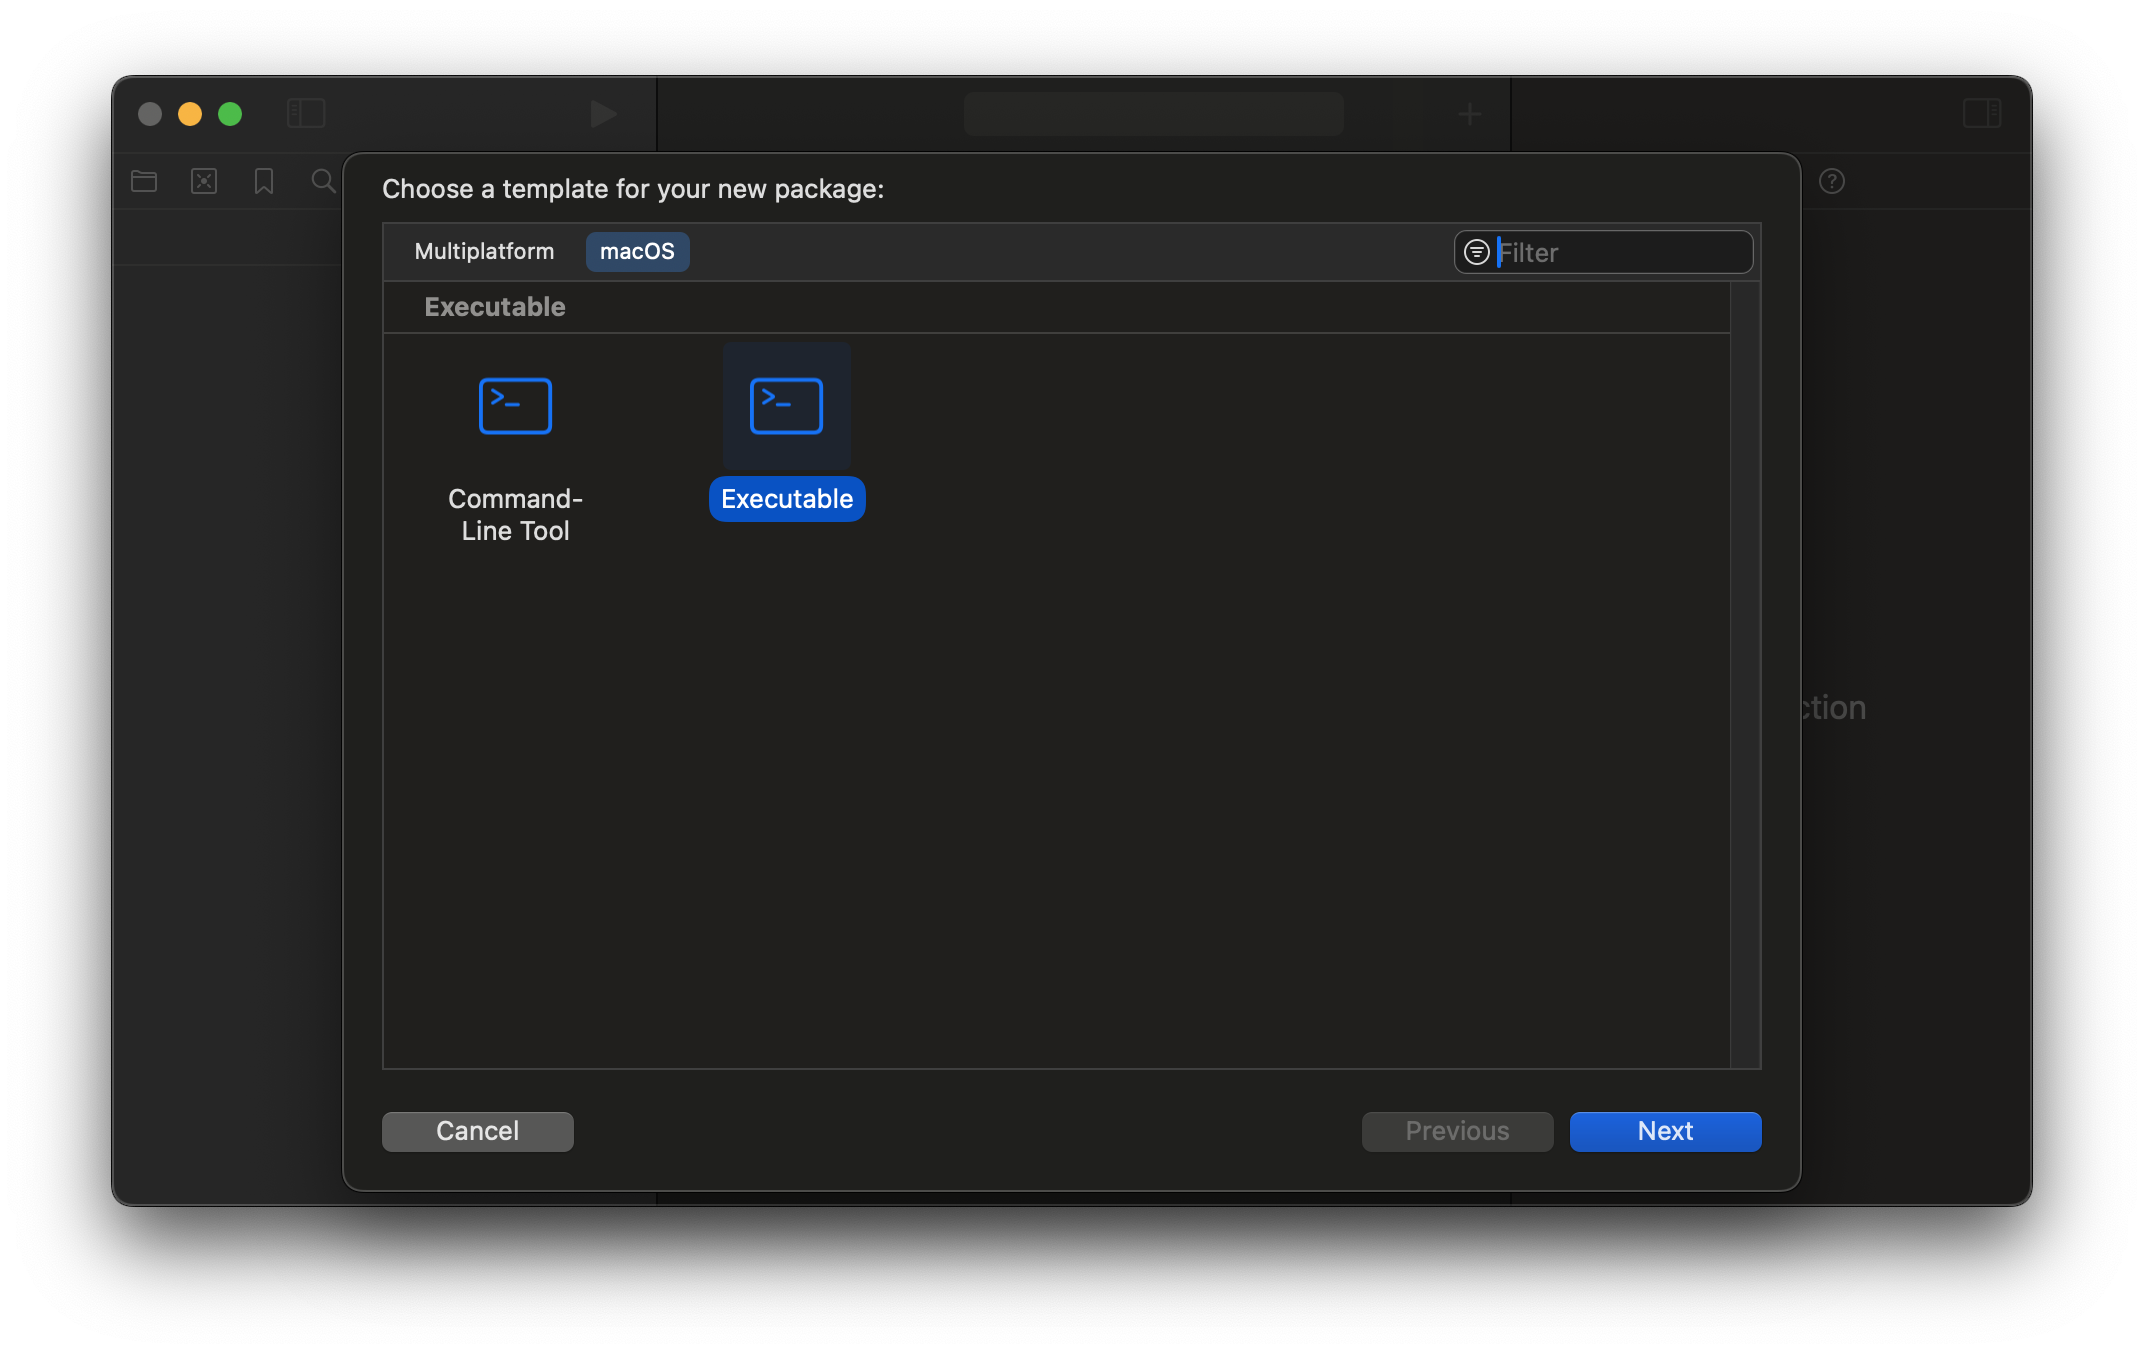 Choose a template for your new package:
Multiplatform
macOS
Filter
Executable
Command-
Line Tool
Executable
ction
Cancel
Previous
Next